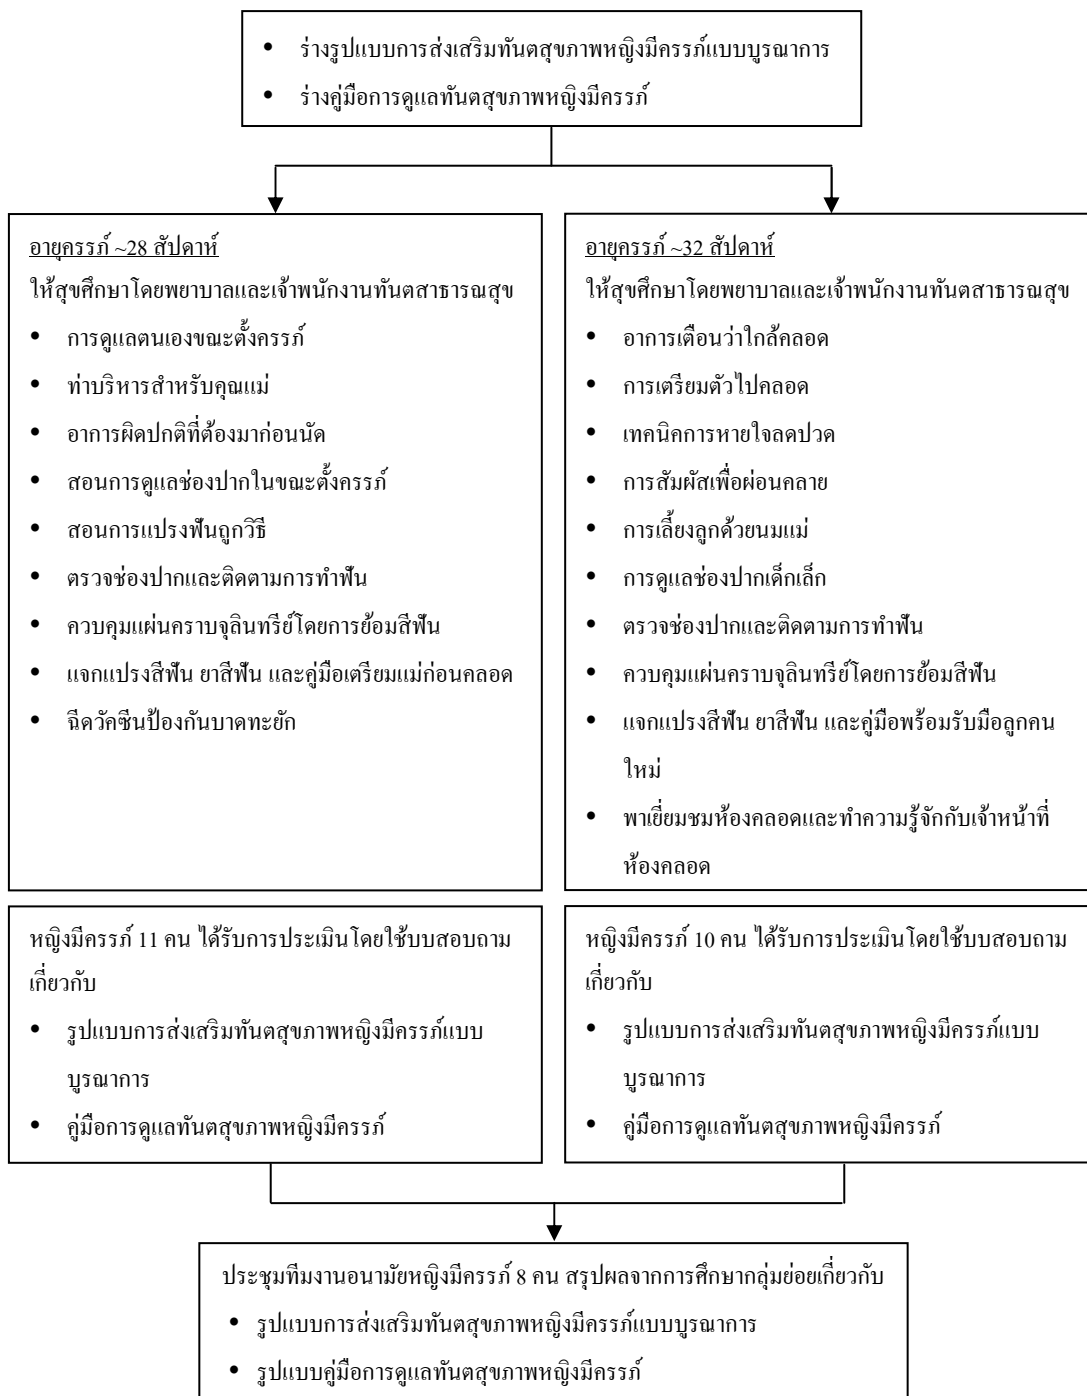 • ร่างรูปแบบการส่งเสริมทันตสุขภาพหญิงมีครรภ์แบบบูรณาการ
• ร่างคู่มือการดูแลทันตสุขภาพหญิงมีครรภ์
อายุครรภ์ ~28 สัปดาห์
ให้สุขศึกษาโดยพยาบาลและเจ้าพนักงานทันตสาธารณสุข
• การดูแลตนเองขณะตั้งครรภ์
• ท่าบริหารสำหรับคุณแม่
• อาการผิดปกติที่ต้องมาก่อนนัด
• สอนการดูแลช่องปากในขณะตั้งครรภ์
• สอนการแปรงฟันถูกวิธี
• ตรวจช่องปากและติดตามการทำฟัน
• ควบคุมแผ่นคราบจุลินทรีย์โดยการย้อมสีฟัน
• แจกแปรงสีฟัน ยาสีฟัน และคู่มือเตรียมแม่ก่อนคลอด
• ฉีดวัคซีนป้องกันบาดทะยัก
อายุครรภ์ ~32 สัปดาห์
ให้สุขศึกษาโดยพยาบาลและเจ้าพนักงานทันตสาธารณสุข
• อาการเตือนว่าใกล้คลอด
• การเตรียมตัวไปคลอด
• เทคนิคการหายใจลดปวด
• การสัมผัสเพื่อผ่อนคลาย
• การเลี้ยงลูกด้วยนมแม่
• การดูแลช่องปากเด็กเล็ก
• ตรวจช่องปากและติดตามการทำฟัน
• ควบคุมแผ่นคราบจุลินทรีย์โดยการย้อมสีฟัน
• แจกแปรงสีฟัน ยาสีฟัน และคู่มือพร้อมรับมือลูกคน
ใหม่
• พาเยี่ยมชมห้องคลอดและทำความรู้จักกับเจ้าหน้าที่
ห้องคลอด
หญิงมีครรภ์ 11 คน ได้รับการประเมินโดยใช้บบสอบถาม
เกี่ยวกับ
• รูปแบบการส่งเสริมทันตสุขภาพหญิงมีครรภ์แบบ
บูรณาการ
• คู่มือการดูแลทันตสุขภาพหญิงมีครรภ์
หญิงมีครรภ์ 10 คน ได้รับการประเมินโดยใช้บบสอบถาม
เกี่ยวกับ
• รูปแบบการส่งเสริมทันตสุขภาพหญิงมีครรภ์แบบ
บูรณาการ
• คู่มือการดูแลทันตสุขภาพหญิงมีครรภ์
ประชุมทีมงานอนามัยหญิงมีครรภ์ 8 คน สรุปผลจากการศึกษากลุ่มย่อยเกี่ยวกับ
• รูปแบบการส่งเสริมทันตสุขภาพหญิงมีครรภ์แบบบูรณาการ
• รูปแบบคู่มือการดูแลทันตสุขภาพหญิงมีครรภ์